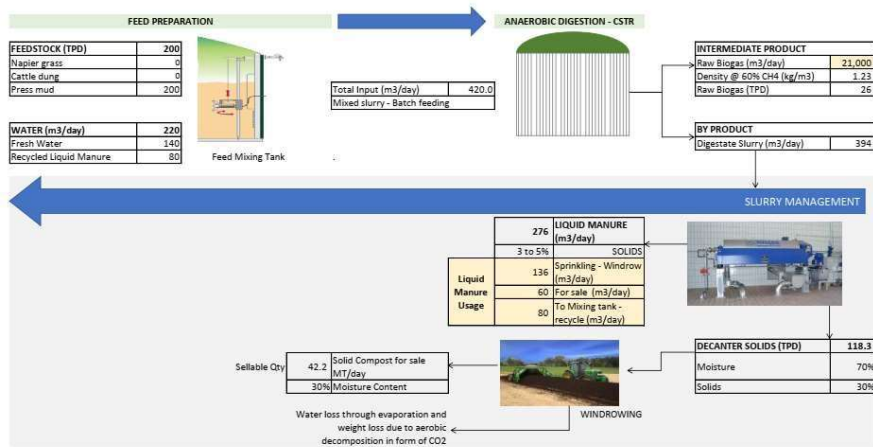 FEED PREPARATION
ANAEROBIC DIGESTION - CSTR
FEEDSTOCK (TPD) 200
Napier grass 0
Cattle dung 0
Press mud 200
WATER (m3/day) 220
Fresh Water 140
Recycled Liquid Manure 80
Feed Mixing Tank
Total Input (m3/day) 420.0
Mixed slurry - Batch feeding
INTERMEDIATE PRODUCT
Raw Biogas (m3/day) 21,000
Density @ 60% CH4 (kg/m3) 1.23
Raw Biogas (TPD) 26
BY PRODUCT
Digestate Slurry (m3/day) 394
SLURRY MANAGEMENT
276 LIQUID MANURE
(m3/day)
3 to 5% SOLIDS
Liquid
Manure
Usage
136 Sprinkling - Windrow
(m3/day)
60 For sale (m3/day)
80 To Mixing tank -
recycle (m3/day)
DECANTER SOLIDS (TPD) 118.3
Moisture 70%
Solids 30%
Sellable Qty
42.2 Solid Compost for sale
MT/day
30% Moisture Content
WINDROWING
Water loss through evaporation and
weight loss due to aerobic
decomposition in form of CO2